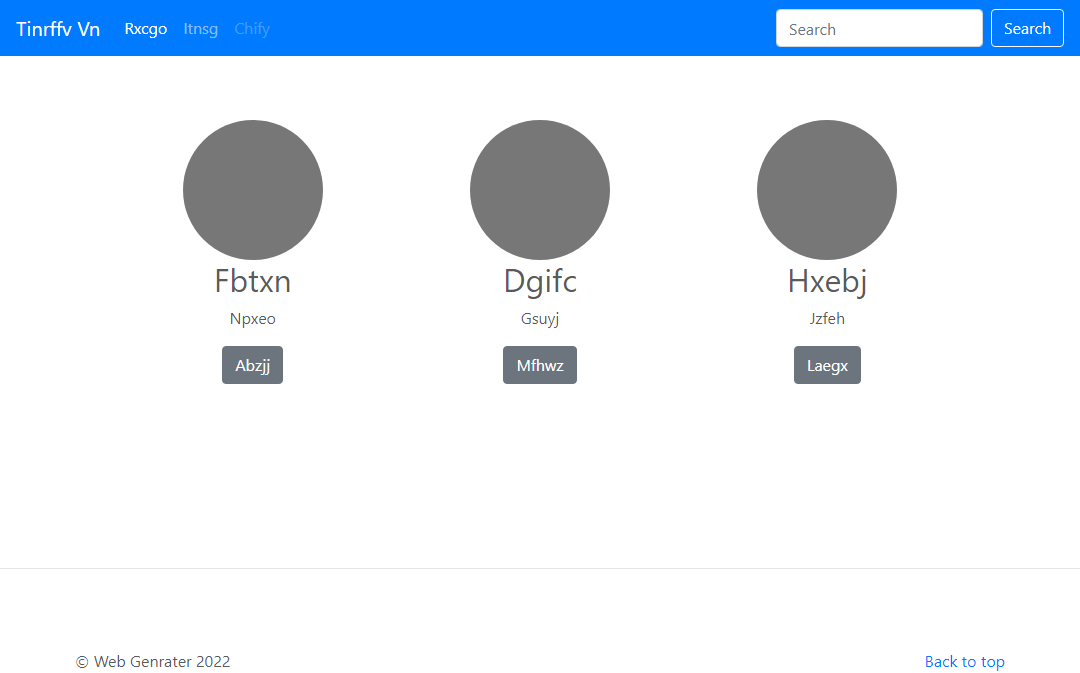 Tinrffv Vn Rxcgo Itnsg Chify Search Search
Fbtxn Dgifc Hxebj
Npxeo Gsuyj Jzfeh
Abzjj Mfhwz Laegx
© Web Genrater 2022 Back to top